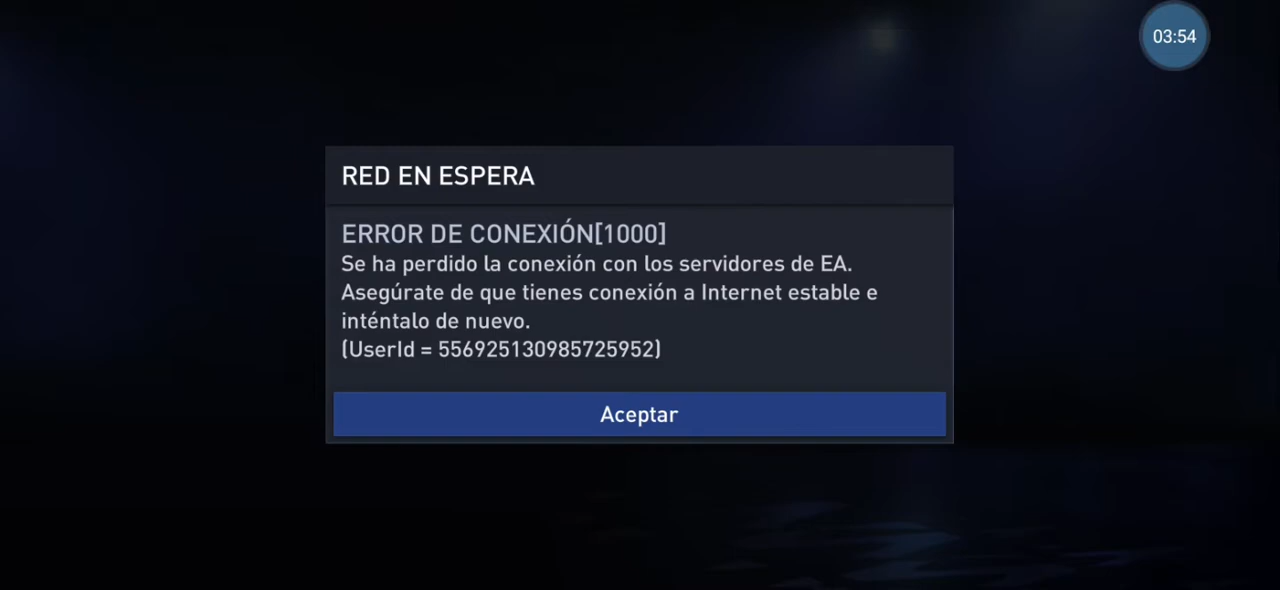 03:54
RED EN ESPERA
ERROR DE CONEXIÓN[1000]
Se ha perdido la conexión con los servidores de EA.
Asegúrate de que tienes conexión a Internet estable e
inténtalo de nuevo.
(UserId = 556925130985725952)
Aceptar